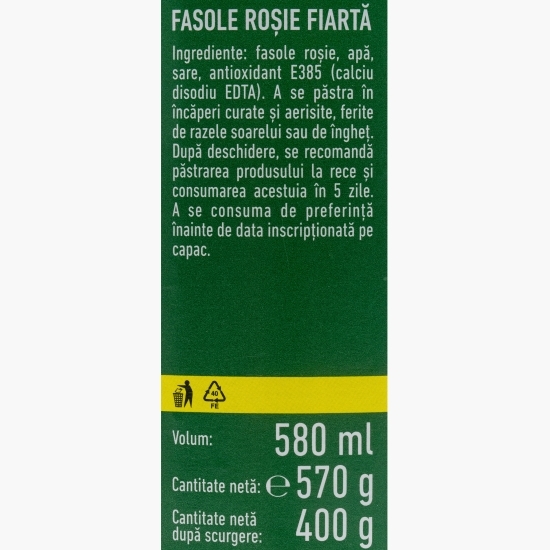 FASOLE ROȘIE FIARTĂ
Ingrediente: fasole roșie, apă,
sare, antioxidant E385 (calciu
disodiu EDTA). A se păstra în
încăperi curate și aerisite, ferite
de razele soarelui sau de îngheț.
După deschidere, se recomandă
păstrarea produsului la rece și
consumarea acestuia în 5 zile.
A se consuma de preferință
înainte de data inscripționată pe
capac.
40
FE
Volum: 580 ml
Cantitate netă: ℮ 570 g
Cantitate netă
după scurgere: 400 g